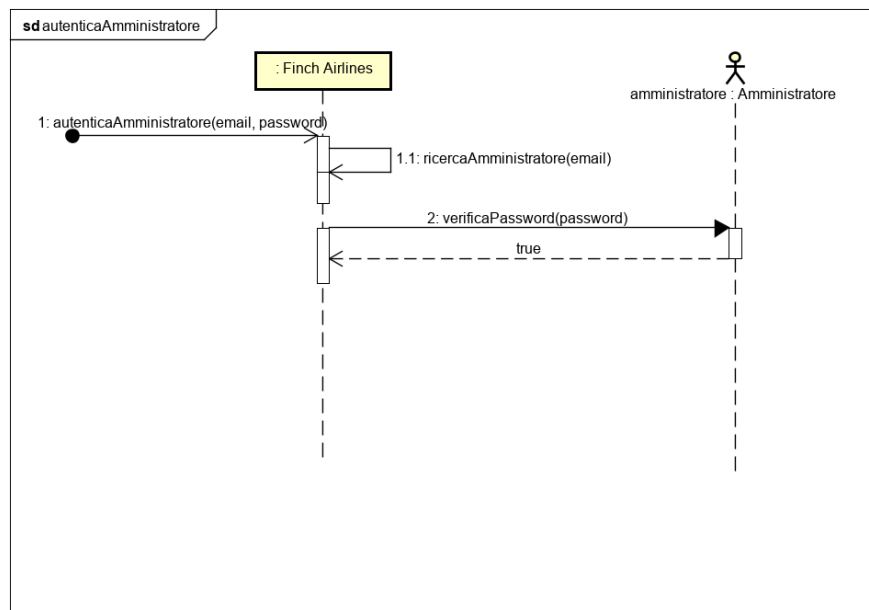 sd autenticaAmministratore
: Finch Airlines
amministratore : Amministratore
1: autenticaAmministratore(email, password)
1.1: ricercaAmministratore(email)
2: verificaPassword(password)
true